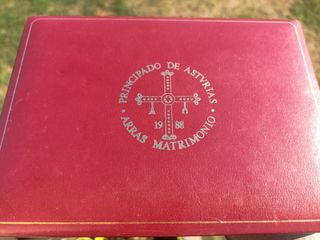 · PRINCIPADO DE ASTVRIAS ·
19 88
ARRAS MATRIMONIO